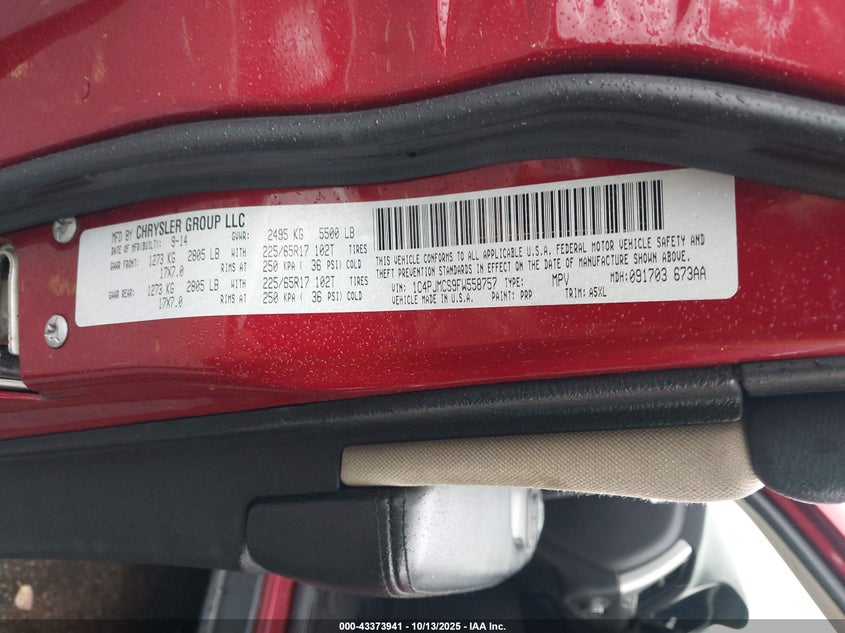 MFD BY CHRYSLER GROUP LLC
DATE OF MFR(BUILT): 9-14 GVWR: 2495 KG 5500 LB
GAWR FRONT: 1273 KG 2805 LB WITH 225/65R17 102T TIRES
17X7.0 RIMS AT 250 KPA ( 36 PSI) COLD
GAWR REAR: 1273 KG 2805 LB WITH 225/65R17 102T TIRES
17X7.0 RIMS AT 250 KPA ( 36 PSI) COLD
THIS VEHICLE CONFORMS TO ALL APPLICABLE U.S.A. FEDERAL MOTOR VEHICLE SAFETY AND
THEFT PREVENTION STANDARDS IN EFFECT ON THE DATE OF MANUFACTURE SHOWN ABOVE.
VIN: 1C4PJMCS9FW558757 TYPE: MPV MDH: 091703 673AA
MADE IN U.S.A. PAINT: PRP TRIM: A5XL
000-43373941 | 10/13/2025 - IAA Inc.